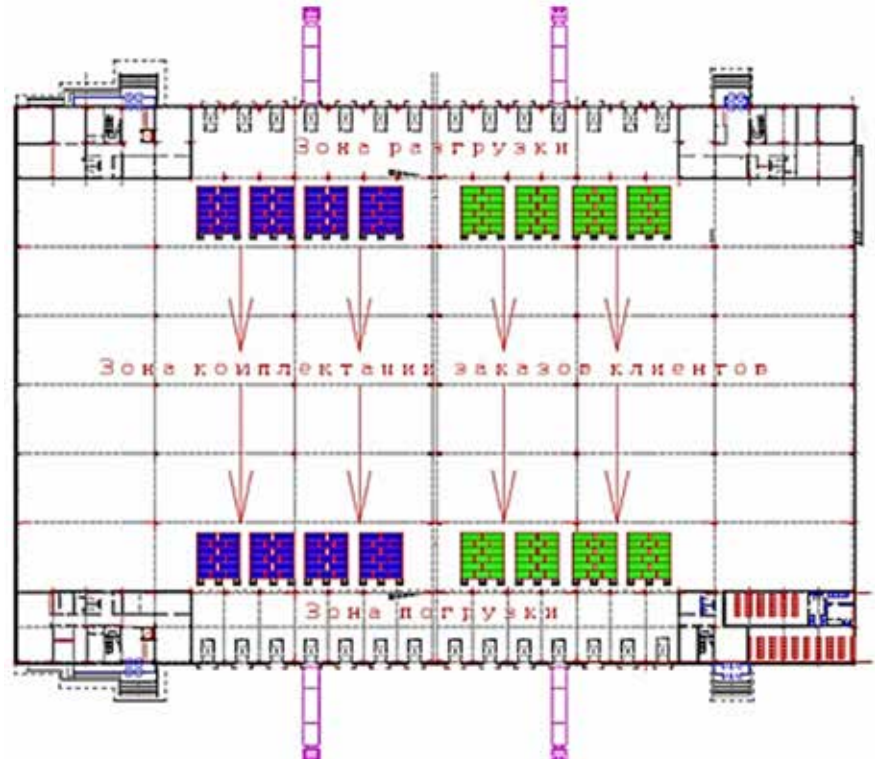 Зона разгрузки
Зона комплектации заказов клиентов
Зона погрузки